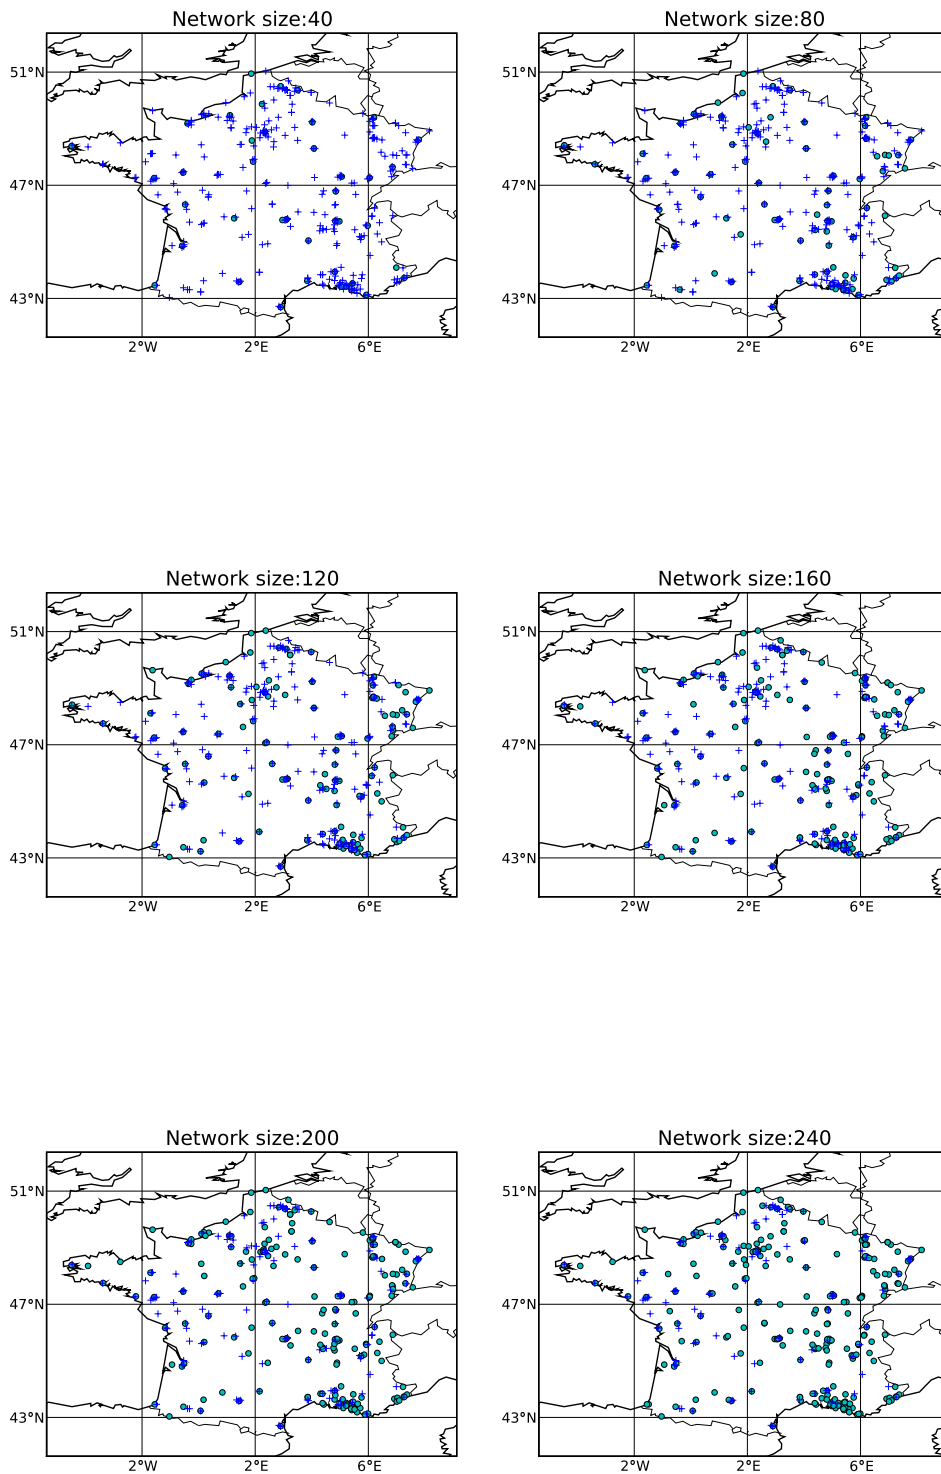 Network size:40
Network size:80
51°N
51°N
47°N
47°N
43°N
43°N
2°W
2°E
6°E
2°W
2°E
6°E
Network size:120
Network size:160
51°N
51°N
47°N
47°N
43°N
43°N
2°W
2°E
6°E
2°W
2°E
6°E
Network size:200
Network size:240
51°N
51°N
47°N
47°N
43°N
43°N
2°W
2°E
6°E
2°W
2°E
6°E